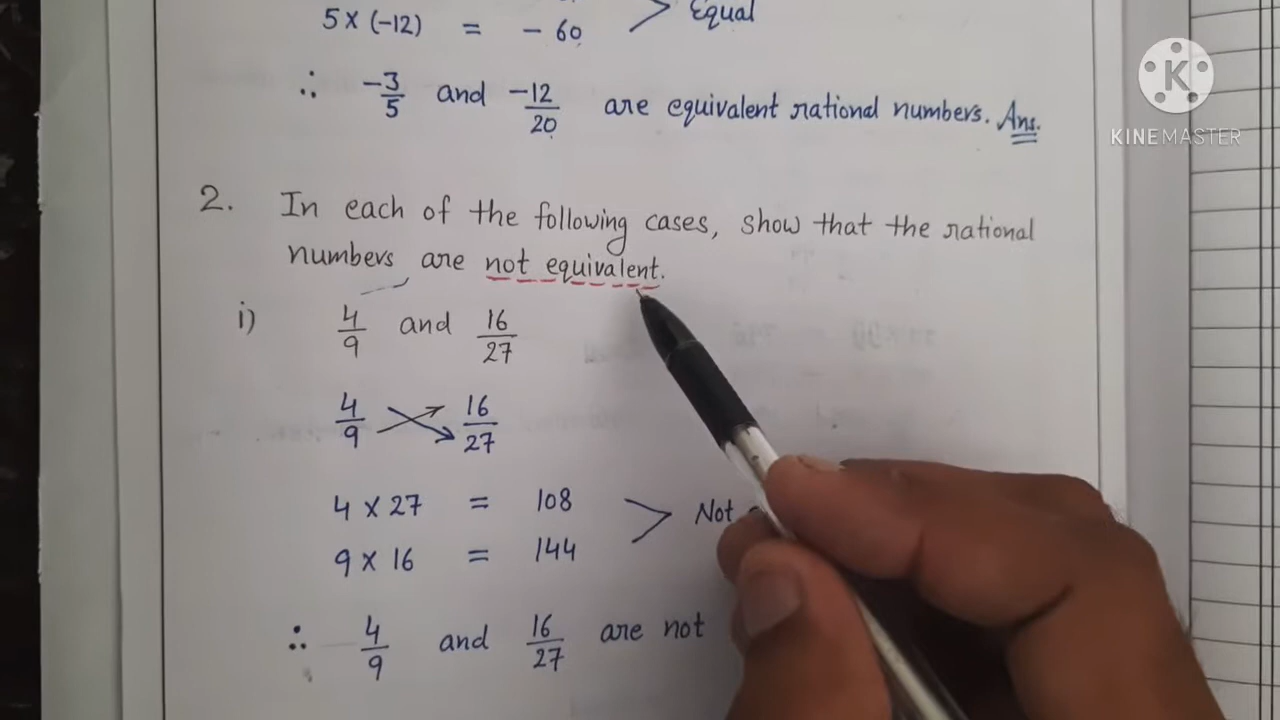 5 × (-12) = - 60 > Equal
∴ -3/5 and -12/20 are equivalent rational numbers. Ans.
KINEMASTER
2. In each of the following cases, show that the rational
numbers are not equivalent.
i) 4/9 and 16/27
4/9 16/27
4 × 27 = 108
> Not
9 × 16 = 144
∴ 4/9 and 16/27 are not